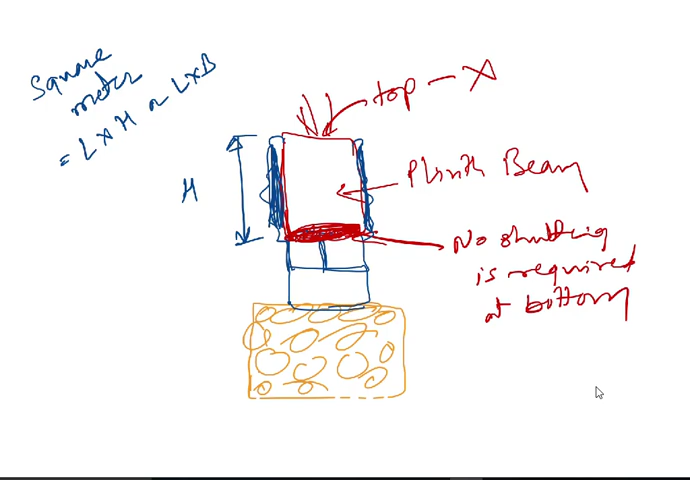 Square
meter
= L X H or L X B
top - X
H
Plinth Beam
No shuttering
is required
at bottom